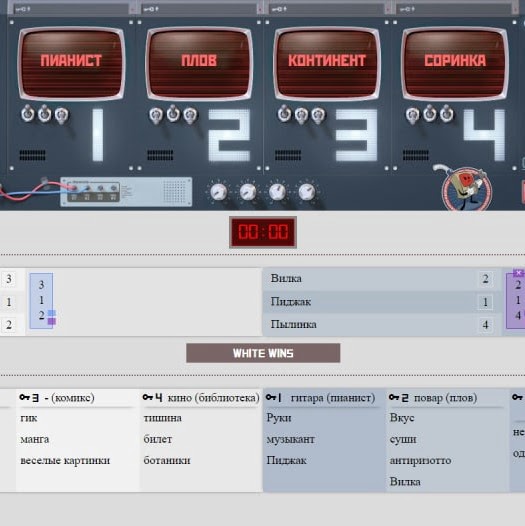 ПИАНИСТ ПЛОВ КОНТИНЕНТ СОРИНКА
1 2 3 4
00:00
3 3 Вилка 2 2
1 1 Пиджак 1 1
2 2 Пылинка 4 4
WHITE WINS
3 - (комикс) 4 кино (библиотека) 1 гитара (пианист) 2 повар (плов)
гик тишина Руки Вкус
манга билет музыкант суши не
веселые картинки ботаники Пиджак антиризотто од
Вилка